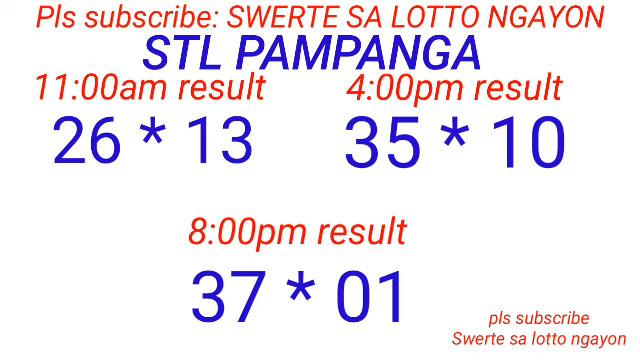 Pls subscribe: SWERTE SA LOTTO NGAYON
STL PAMPANGA
11:00am result
26 * 13
4:00pm result
35 * 10
8:00pm result
37 * 01
pls subscribe
Swerte sa lotto ngayon